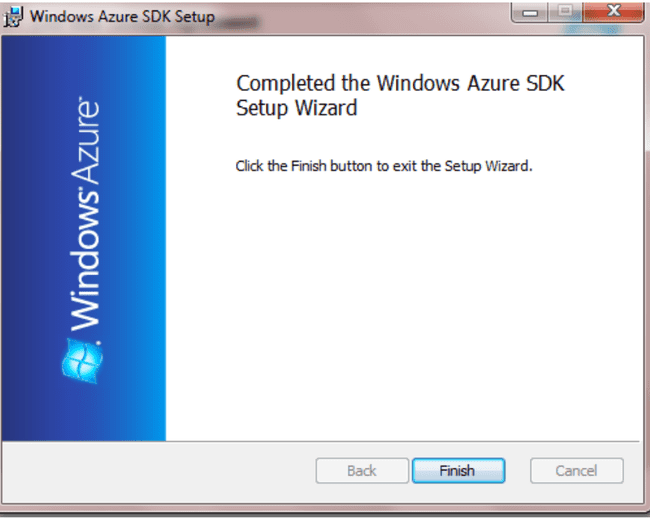 Windows Azure SDK Setup
Windows Azure™
Completed the Windows Azure SDK
Setup Wizard
Click the Finish button to exit the Setup Wizard.
Back
Finish
Cancel